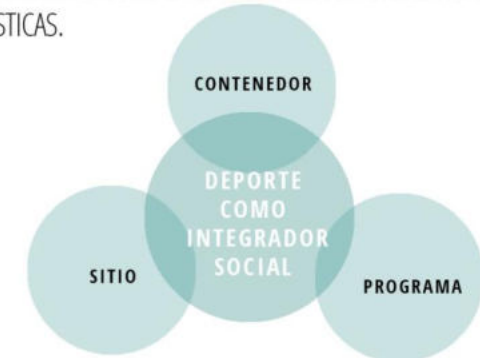 STICAS.
CONTENEDOR
DEPORTE
COMO
INTEGRADOR
SOCIAL
SITIO
PROGRAMA